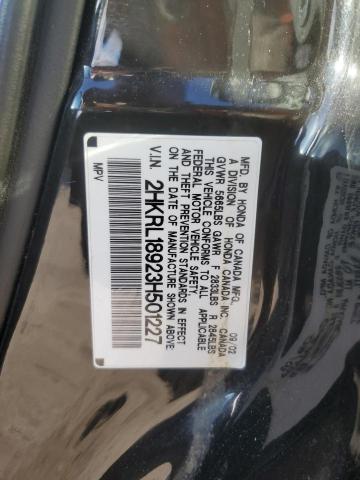 MFD. BY HONDA OF CANADA MFG. 09/02
A DIVISION OF HONDA CANADA INC., CANADA
GVWR 5665LBS GAWR F 2833LBS R 2845LBS
THIS VEHICLE CONFORMS TO ALL APPLICABLE
FEDERAL MOTOR VEHICLE SAFETY
AND THEFT PREVENTION STANDARDS IN EFFECT
ON THE DATE OF MANUFACTURE SHOWN ABOVE.
V.I.N. 2HKRL18923H501227
MPV